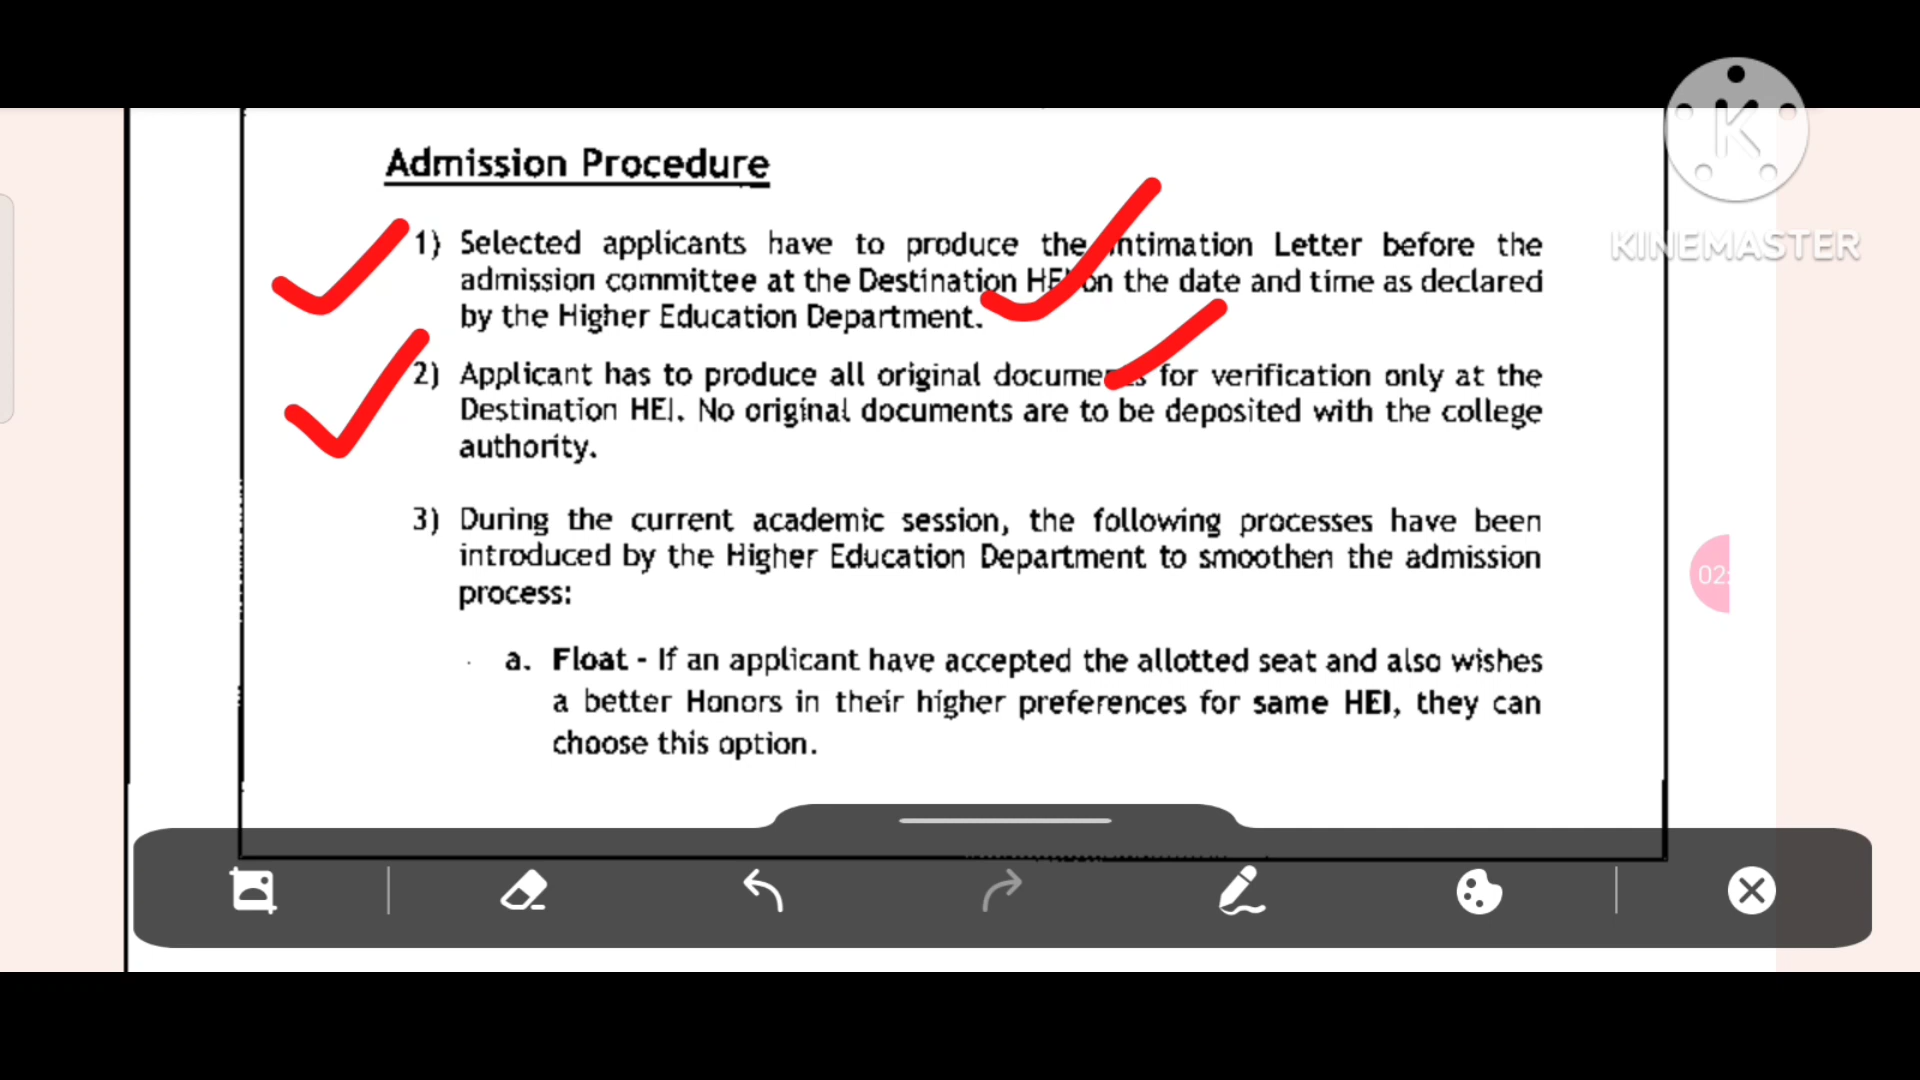 Admission Procedure
1) Selected applicants have to produce the Intimation Letter before the
admission committee at the Destination HEI on the date and time as declared
by the Higher Education Department.
2) Applicant has to produce all original documents for verification only at the
Destination HEI. No original documents are to be deposited with the college
authority.
3) During the current academic session, the following processes have been
introduced by the Higher Education Department to smoothen the admission
process:
a. Float - If an applicant have accepted the allotted seat and also wishes
a better Honors in their higher preferences for same HEI, they can
choose this option.
K
KINEMASTER
02: